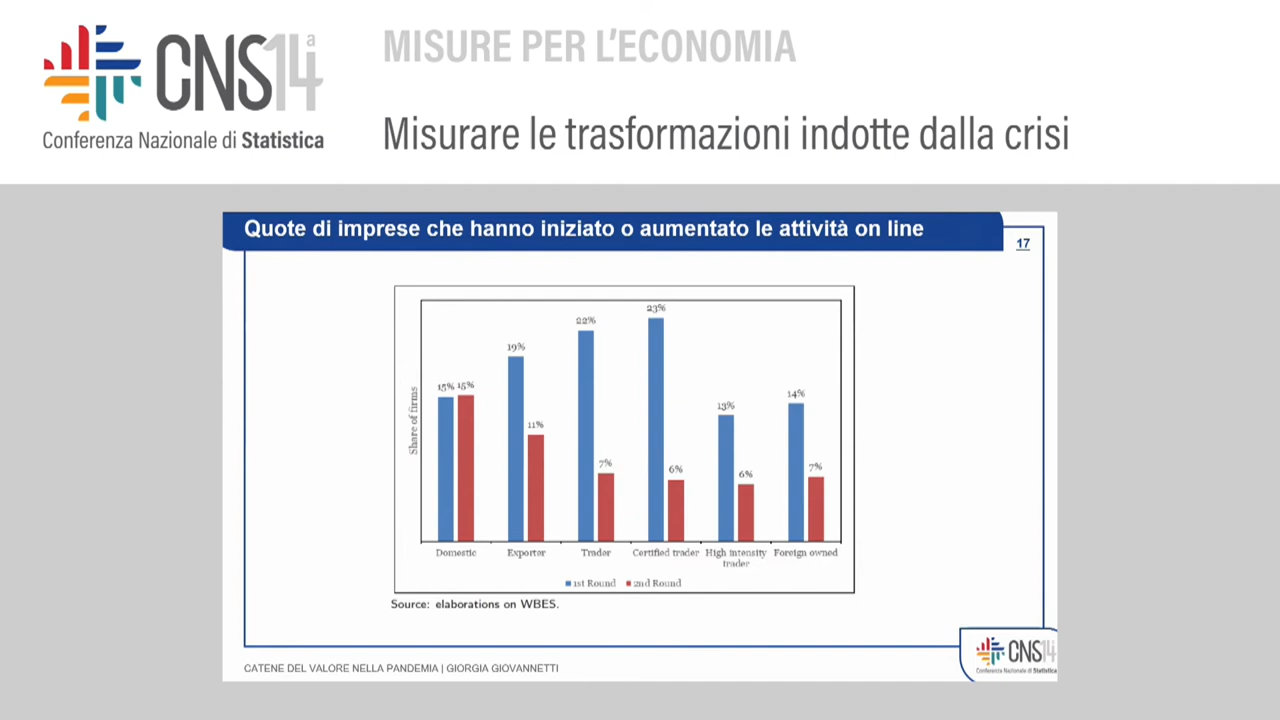 CNS14ª
Conferenza Nazionale di Statistica
MISURE PER L'ECONOMIA
Misurare le trasformazioni indotte dalla crisi
Quote di imprese che hanno iniziato o aumentato le attività on line
17
Share of firms
15% 15%
19%
11%
22%
7%
23%
6%
13%
6%
14%
7%
Domestic
Exporter
Trader
Certified trader
High intensity
trader
Foreign owned
1st Round
2nd Round
Source: elaborations on WBES.
CATENE DEL VALORE NELLA PANDEMIA | GIORGIA GIOVANNETTI
CNS14
Conferenza Nazionale di Statistica